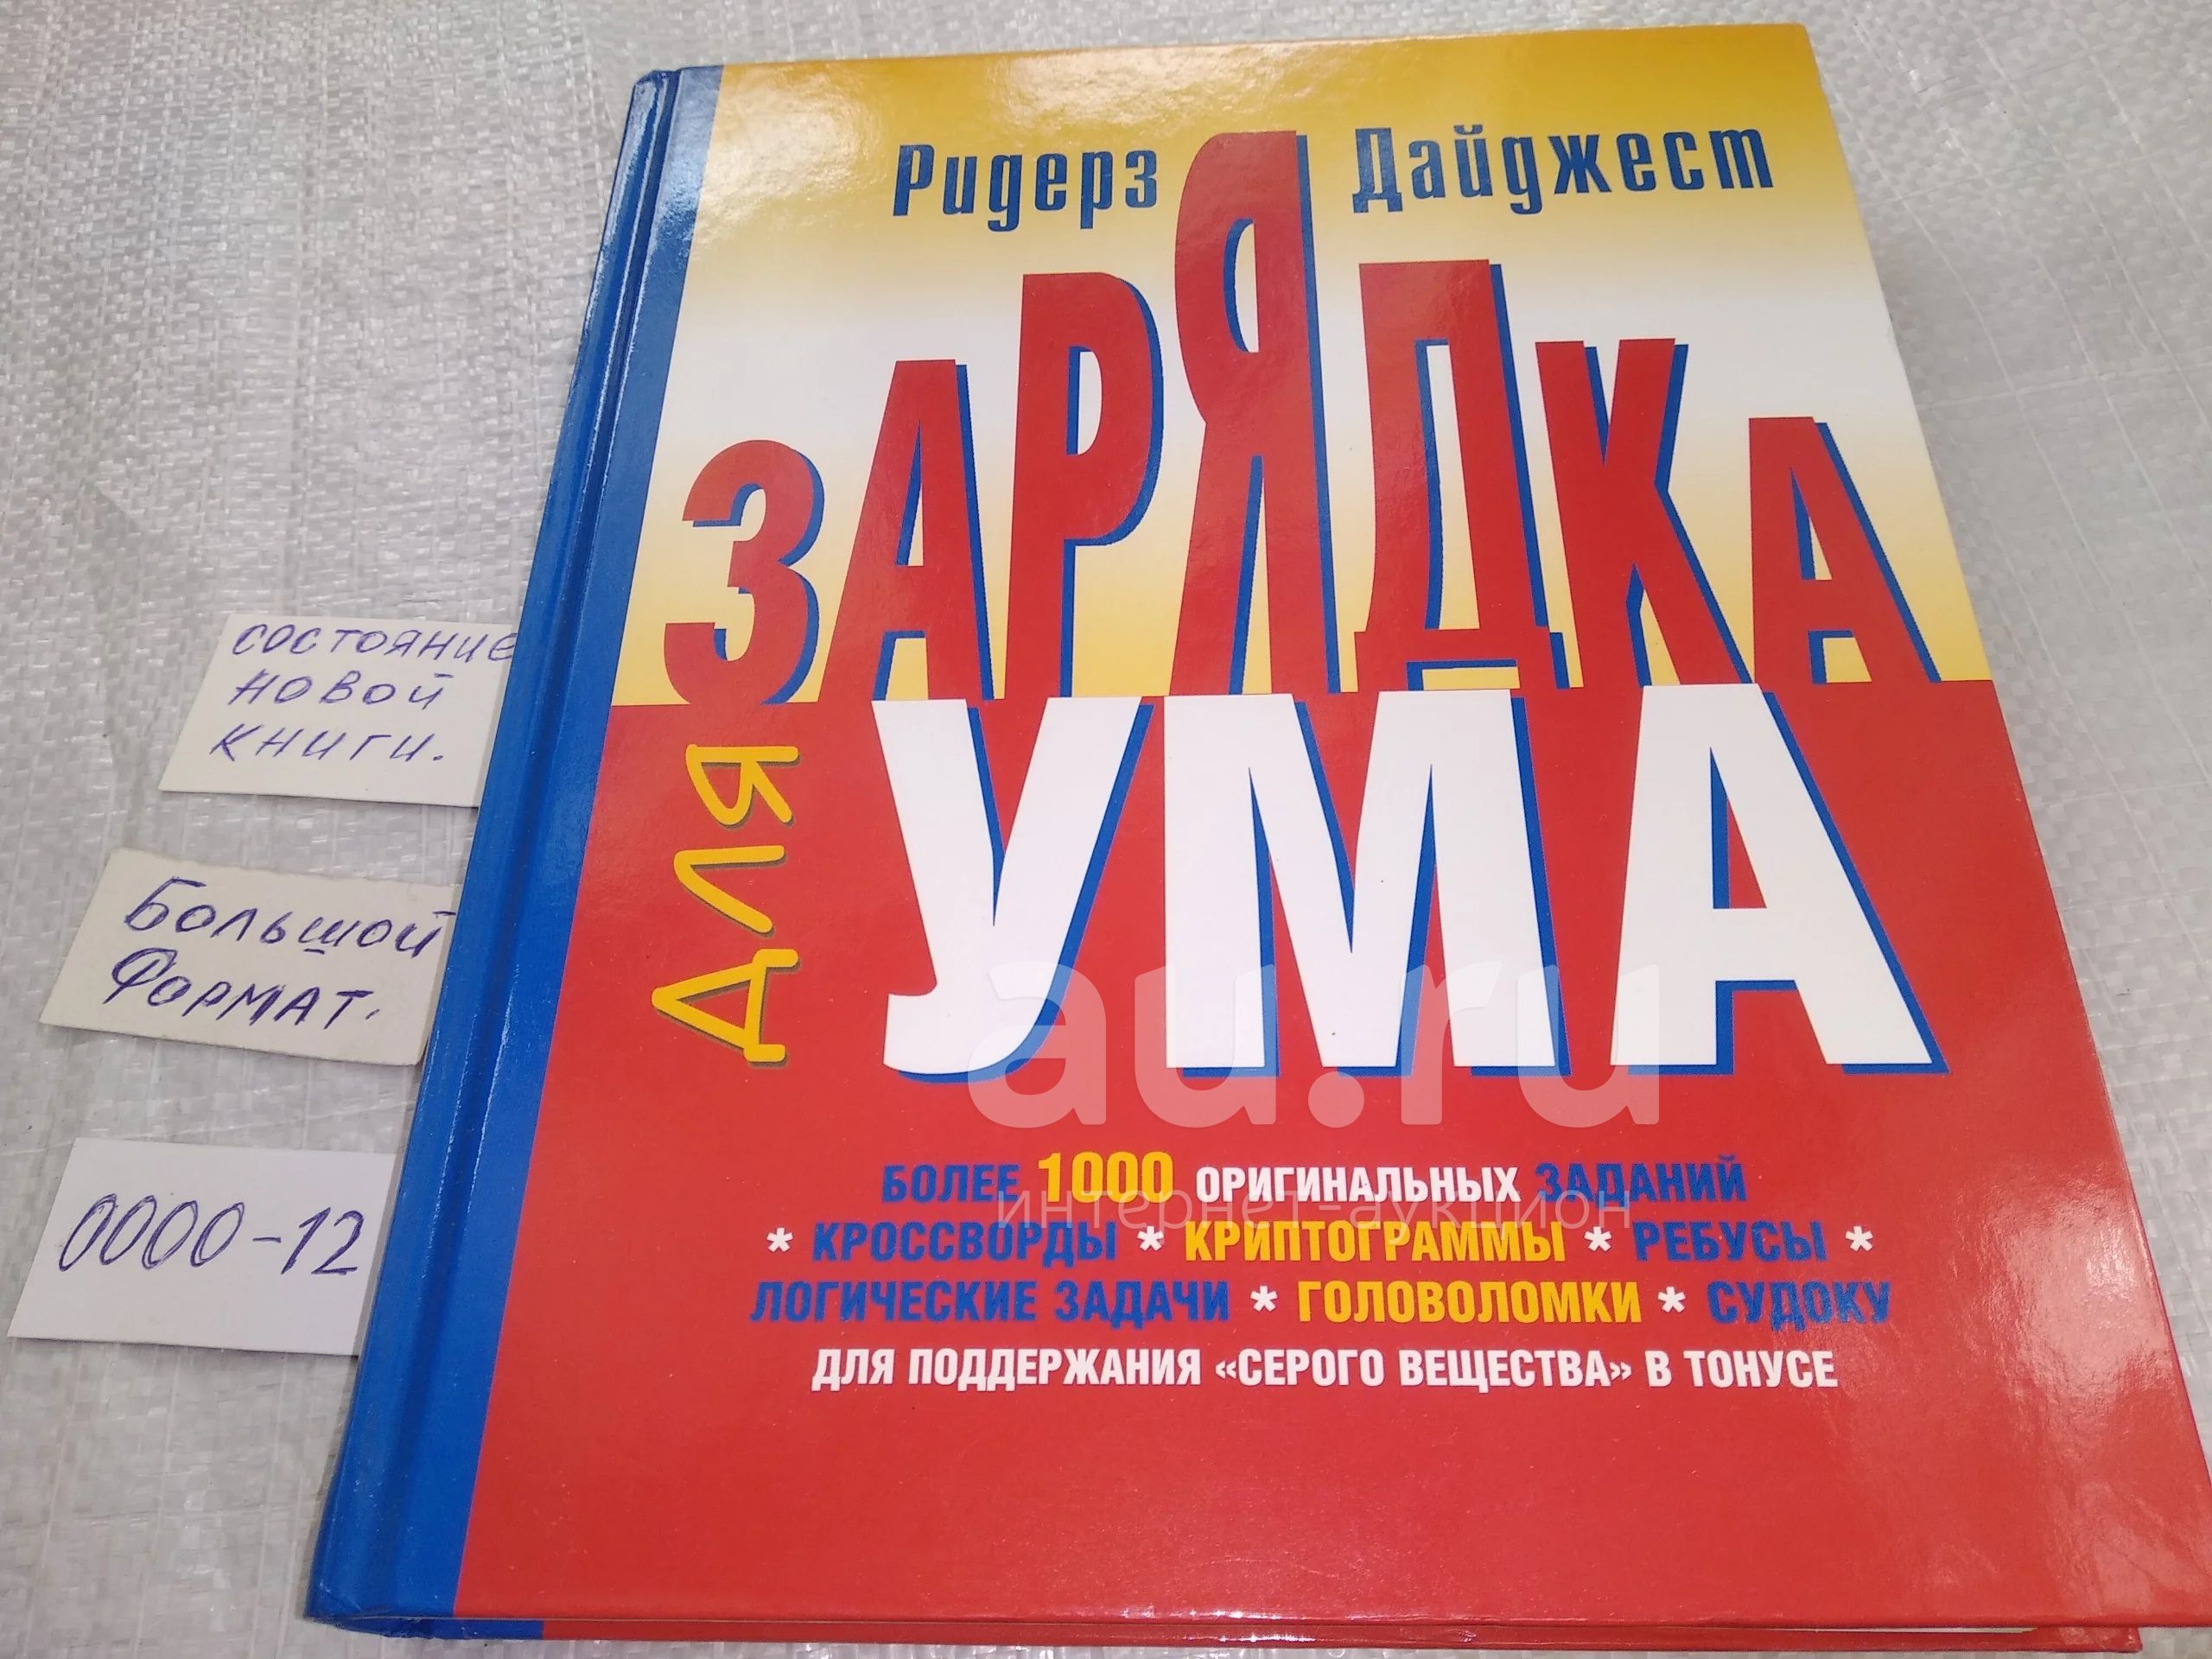 Ридерз Дайджест
ЗАРЯДКА
ДЛЯ
УМА
БОЛЕЕ 1000 ОРИГИНАЛЬНЫХ ЗАДАНИЙ
* КРОССВОРДЫ * КРИПТОГРАММЫ * РЕБУСЫ *
ЛОГИЧЕСКИЕ ЗАДАЧИ * ГОЛОВОЛОМКИ * СУДОКУ
ДЛЯ ПОДДЕРЖАНИЯ «СЕРОГО ВЕЩЕСТВА» В ТОНУСЕ
СОСТОЯНИЕ
НОВОЙ
КНИГИ.
БОЛЬШОЙ
ФОРМАТ.
0000-12
au.ru
интернет-аукцион